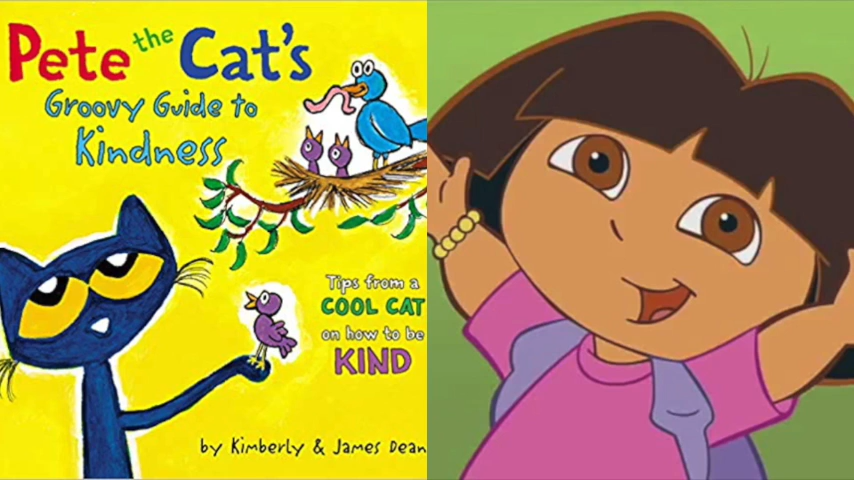 Pete the Cat's
Groovy Guide to
Kindness
Tips from a
COOL CAT
on how to be
KIND
by Kimberly & James Dean